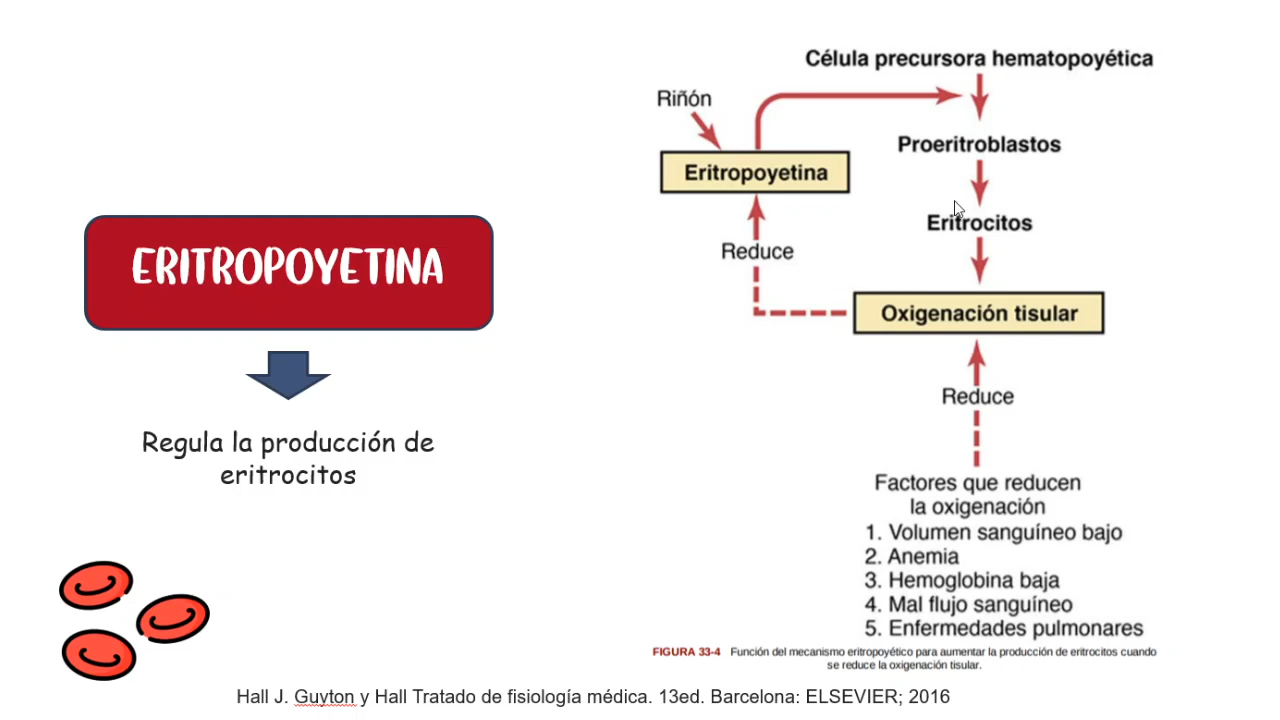 ERITROPOYETINA
Regula la producción de
eritrocitos
Célula precursora hematopoyética
Riñón
Proeritroblastos
Eritropoyetina
Eritrocitos
Reduce
Oxigenación tisular
Reduce
Factores que reducen
la oxigenación
1. Volumen sanguíneo bajo
2. Anemia
3. Hemoglobina baja
4. Mal flujo sanguíneo
5. Enfermedades pulmonares
FIGURA 33-4 Función del mecanismo eritropoyético para aumentar la producción de eritrocitos cuando
se reduce la oxigenación tisular.
Hall J. Guyton y Hall Tratado de fisiología médica. 13ed. Barcelona: ELSEVIER; 2016